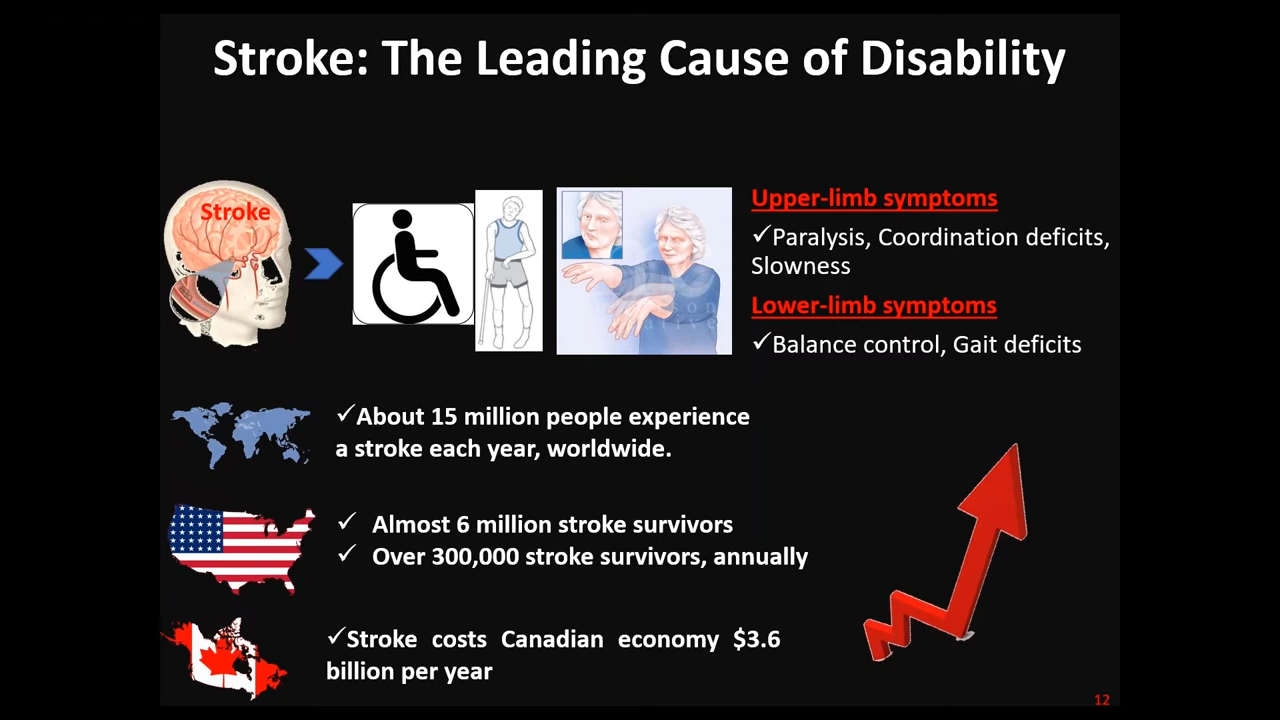 Stroke: The Leading Cause of Disability
Stroke
Upper-limb symptoms
✓Paralysis, Coordination deficits,
Slowness
Lower-limb symptoms
✓Balance control, Gait deficits
✓About 15 million people experience
a stroke each year, worldwide.
✓ Almost 6 million stroke survivors
✓ Over 300,000 stroke survivors, annually
✓Stroke costs Canadian economy $3.6
billion per year
12